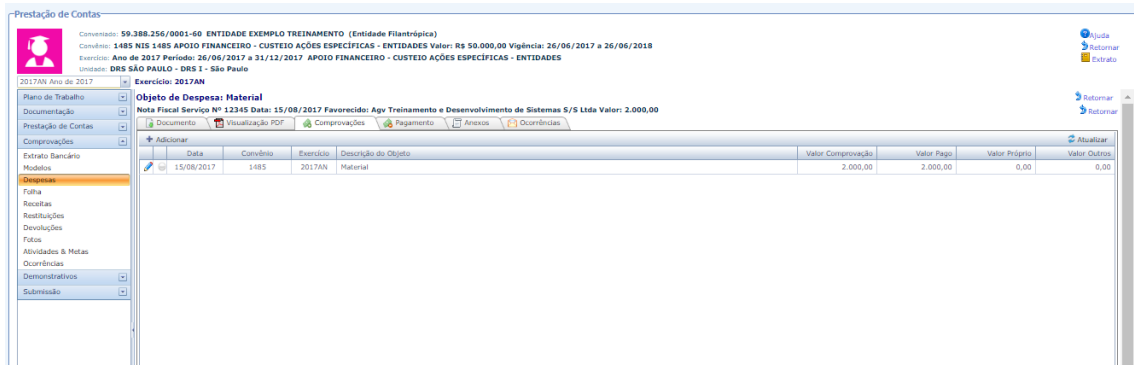 Prestação de Contas
Conveniado: 59.388.256/0001-60 ENTIDADE EXEMPLO TREINAMENTO (Entidade Filantrópica)
Convênio: 1485 NIS 1485 APOIO FINANCEIRO - CUSTEIO AÇÕES ESPECÍFICAS - ENTIDADES Valor: R$ 50.000,00 Vigência: 26/06/2017 a 26/06/2018
Exercício: Ano de 2017 Período: 26/06/2017 a 31/12/2017 APOIO FINANCEIRO - CUSTEIO AÇÕES ESPECÍFICAS - ENTIDADES
Unidade: DRS SÃO PAULO - DRS I - São Paulo
Ajuda
Retornar
Extrato
2017AN Ano de 2017
Exercício: 2017AN
Plano de Trabalho
Documentação
Prestação de Contas
Comprovações
Extrato Bancário
Modelos
Despesas
Folha
Receitas
Restituições
Devoluções
Fotos
Atividades & Metas
Ocorrências
Demonstrativos
Submissão
Objeto de Despesa: Material
Retornar
Nota Fiscal Serviço Nº 12345 Data: 15/08/2017 Favorecido: Agv Treinamento e Desenvolvimento de Sistemas S/S Ltda Valor: 2.000,00
Retornar
Documento Visualização PDF Comprovações Pagamento Anexos Ocorrências
+ Adicionar Atualizar
Data Convênio Exercício Descrição do Objeto Valor Comprovação Valor Pago Valor Próprio Valor Outros
15/08/2017 1485 2017AN Material 2.000,00 2.000,00 0,00 0,00